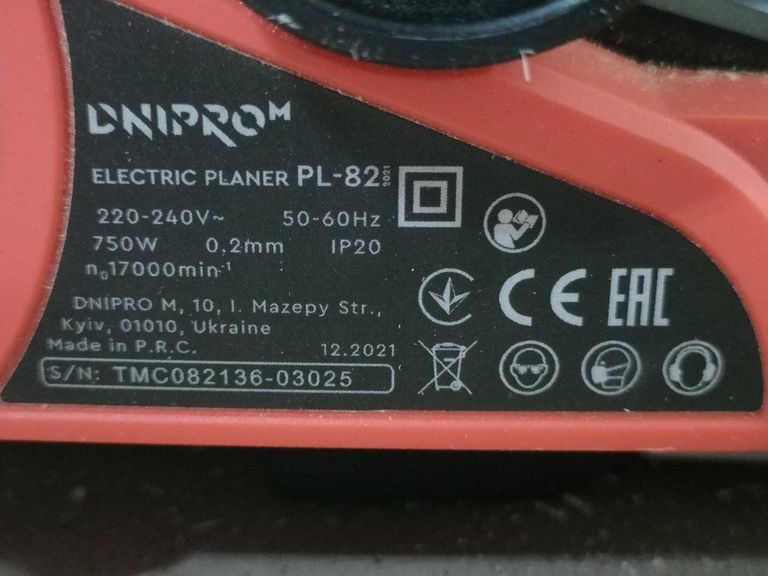 DNIPRO M
ELECTRIC PLANER PL-82 2021
220-240V~ 50-60Hz
750W 0,2mm IP20
n₀17000min⁻¹
DNIPRO M, 10, I. Mazepy Str.,
Kyiv, 01010, Ukraine
Made in P.R.C. 12.2021
S/N: TMC082136-03025
CE EAC